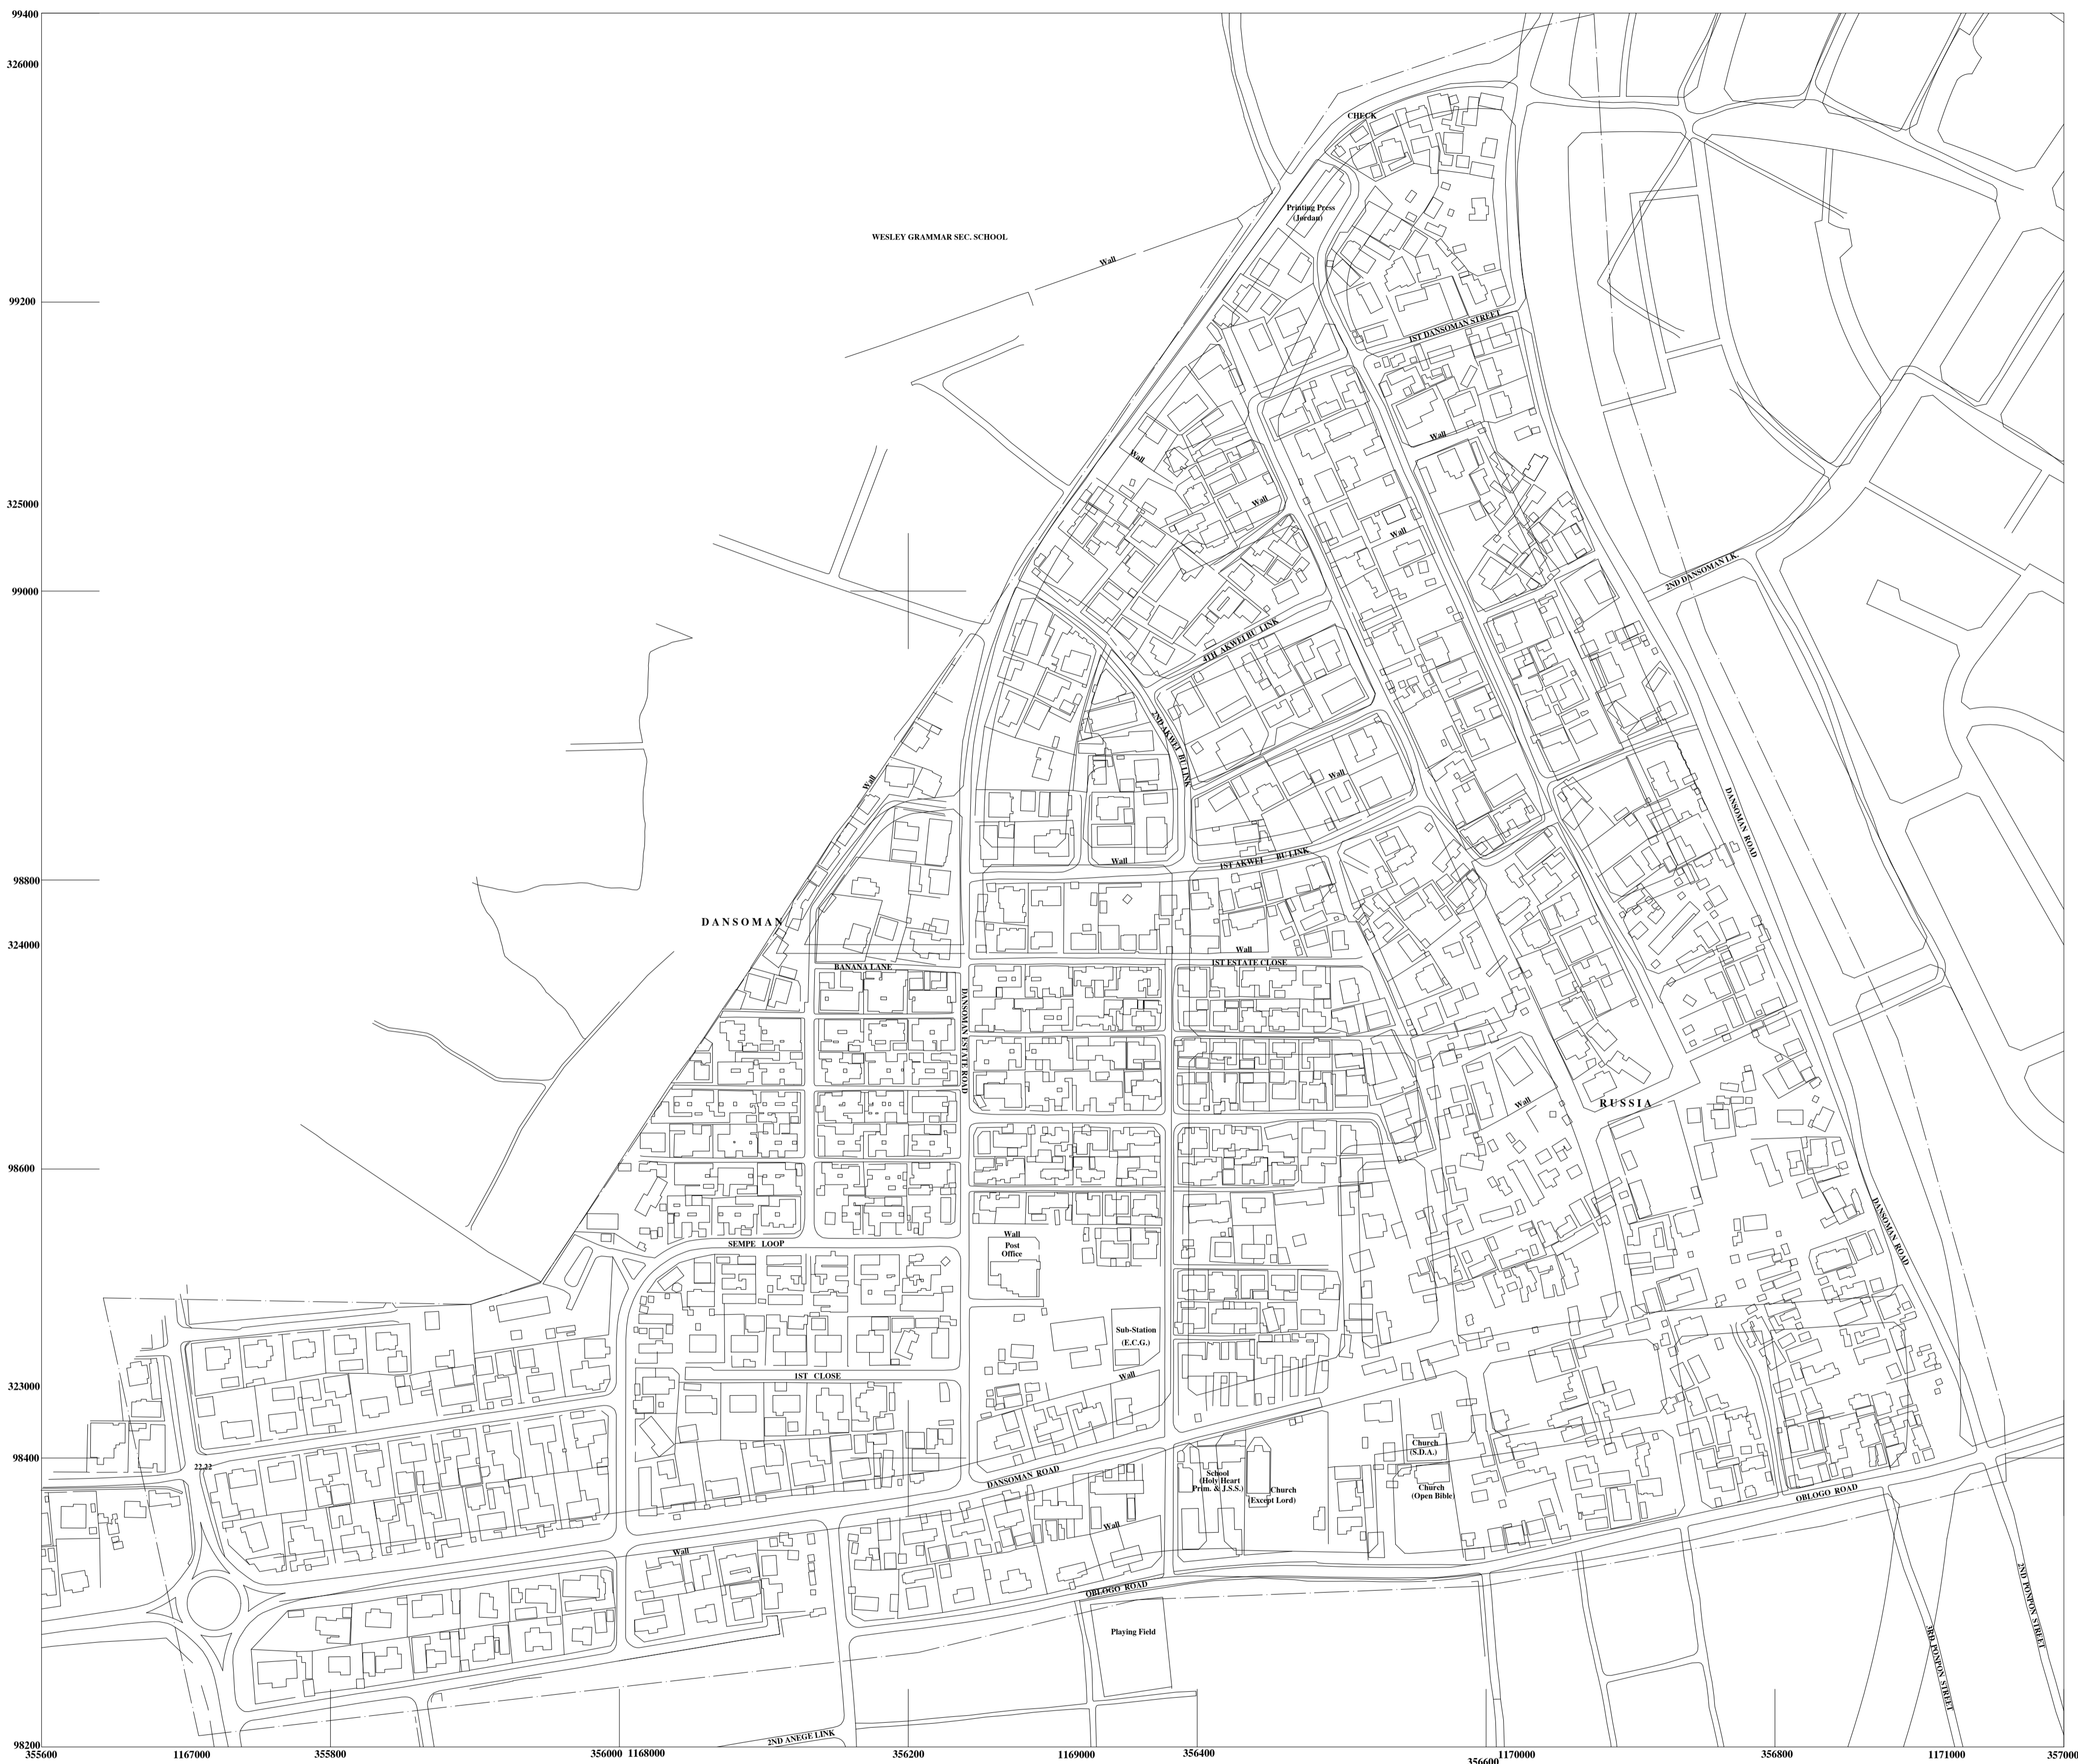 99400
326000
CHECK
Printing Press
(Jordan)
WESLEY GRAMMAR SEC. SCHOOL
Wall
99200
1ST DANSOMAN STREET
Wall
Wall
Wall
325000
Wall
2ND DANSOMAN LK.
99000
4TH AKWEI BU LINK
2ND AKWEI BU LINK
Wall
Wall
DANSOMAN ROAD
Wall
1ST AKWEI BU LINK
98800
DANSOMAN
324000
Wall
BANANA LANE
1ST ESTATE CLOSE
DANSOMAN ESTATE ROAD
Wall
RUSSIA
98600
DANSOMAN ROAD
SEMPE LOOP
Wall
Post
Office
Sub-Station
(E.C.G.)
323000
1ST CLOSE
Wall
Church
(S.D.A.)
98400
22.22
DANSOMAN ROAD
School
(Holy Heart
Prim. & J.S.S.)
Church
(Except Lord)
Church
(Open Bible)
OBLOGO ROAD
Wall
Wall
OBLOGO ROAD
2ND PONPON STREET
Playing Field
3RD PONPON STREET
2ND ANEGE LINK
98200
355600
1167000
355800
356000
1168000
356200
1169000
356400
356600
1170000
356800
1171000
357000